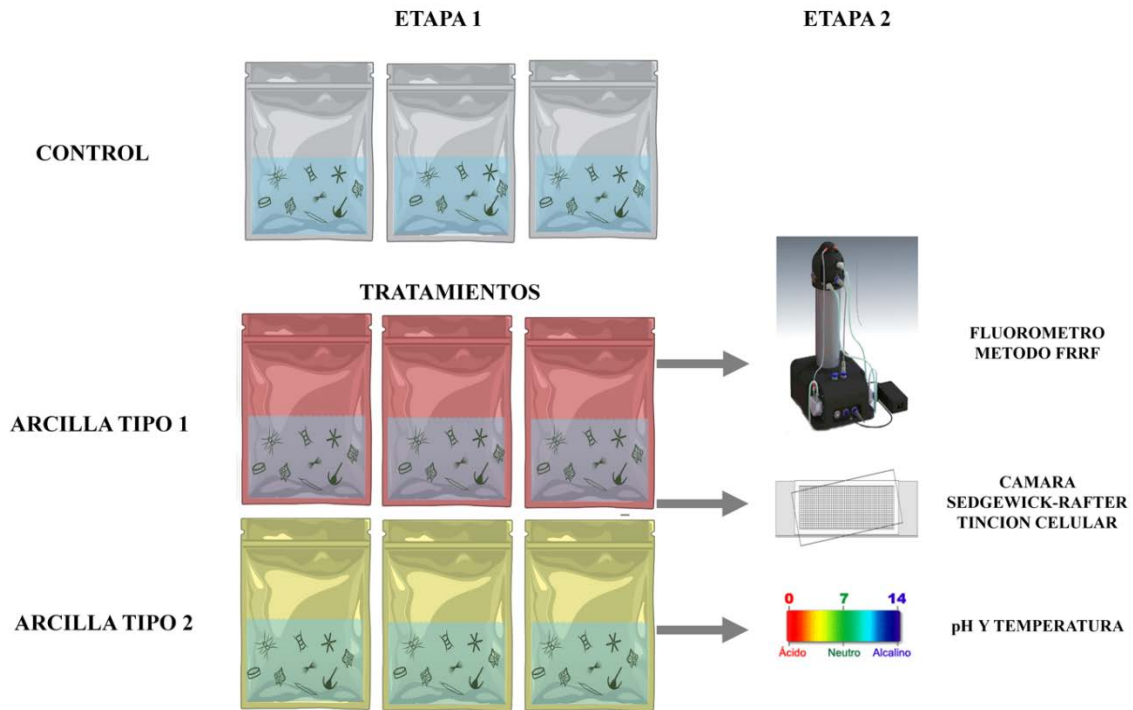 ETAPA 1
ETAPA 2
CONTROL
TRATAMIENTOS
ARCILLA TIPO 1
FLUOROMETRO
METODO FRRF
CAMARA
SEDGEWICK-RAFTER
TINCION CELULAR
ARCILLA TIPO 2
0 7 14
Ácido Neutro Alcalino
pH Y TEMPERATURA